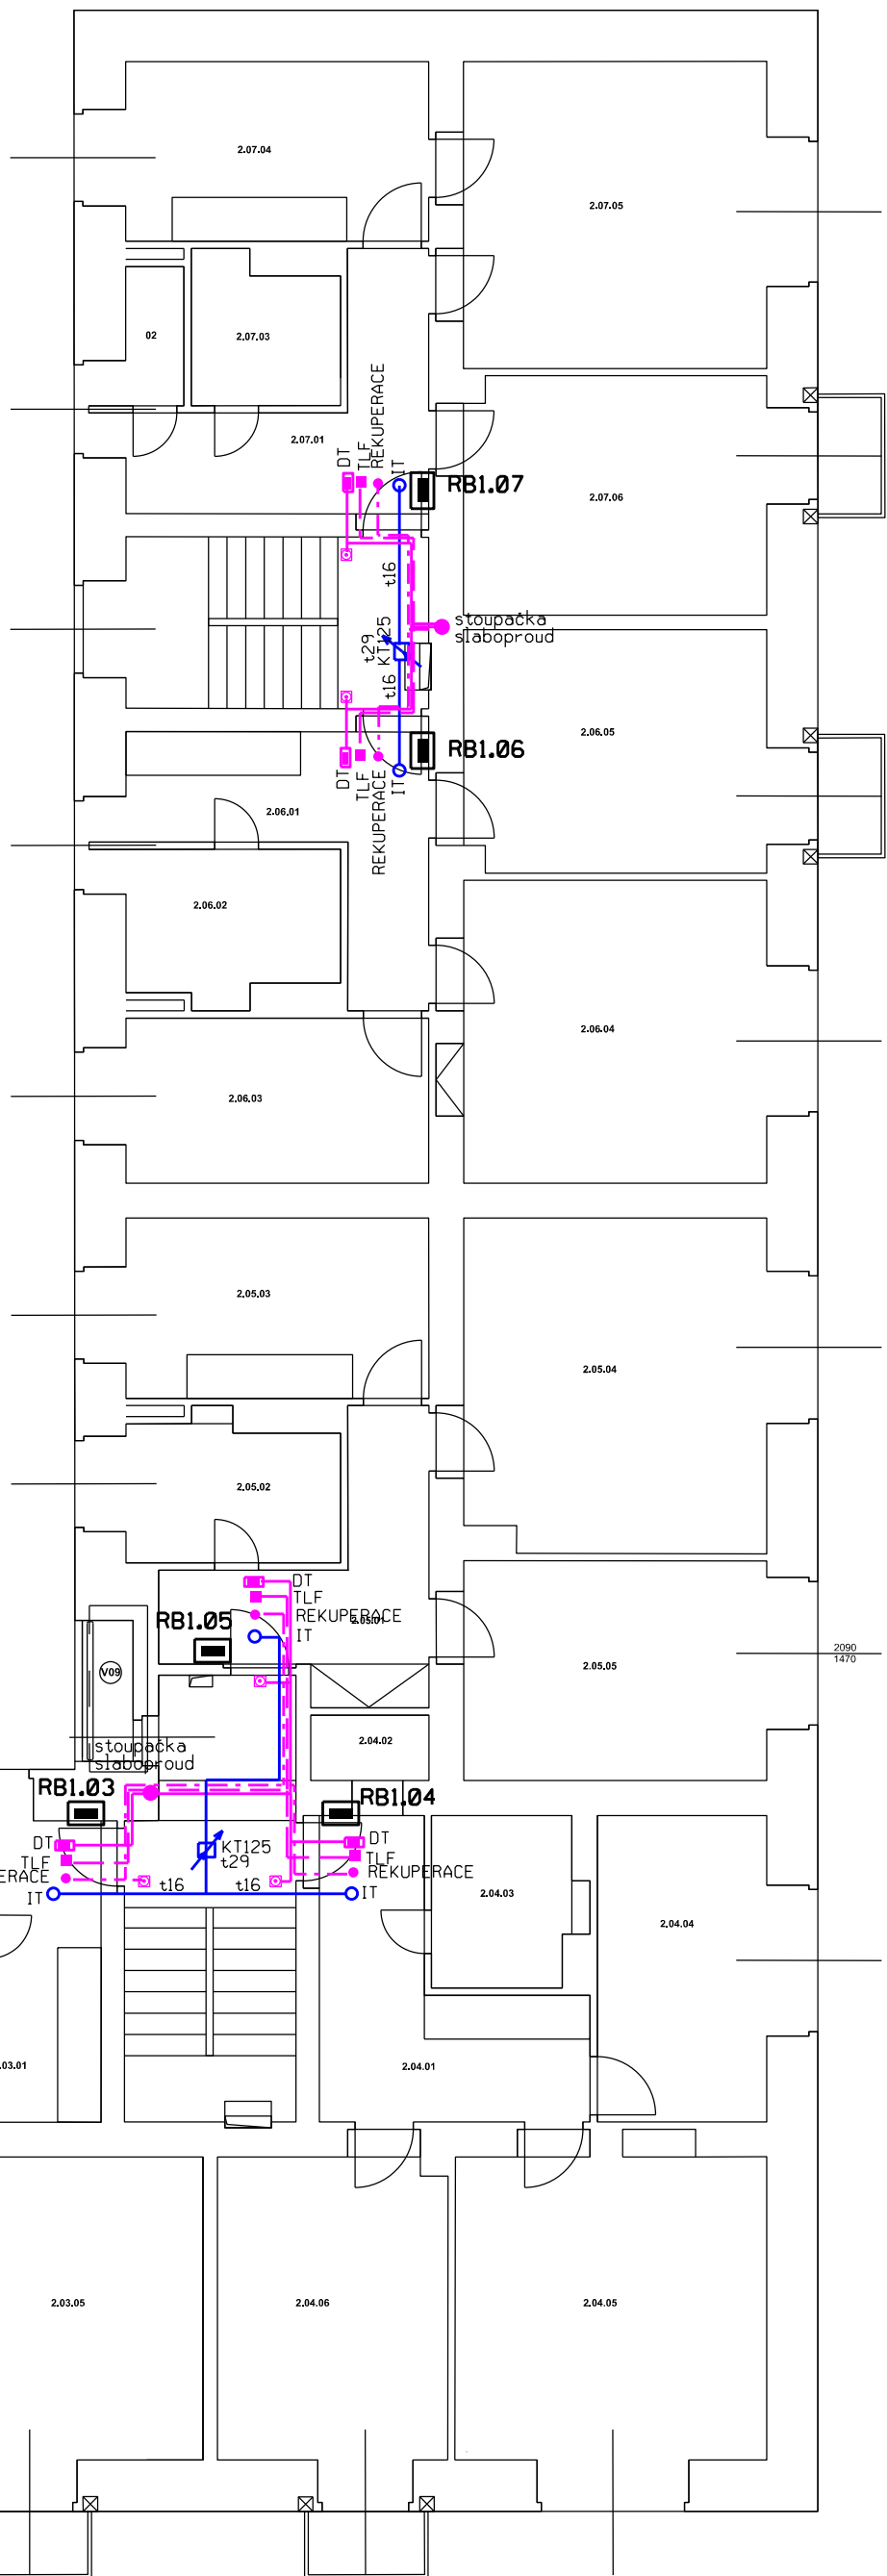 2.07.04
2.07.05
02
2.07.03
2.07.01
DT
TLF
REKUPERACE
IT
RB1.07
2.07.06
t16
stoupačka
slaboproud
t29
KT125
t16
RB1.06
2.06.05
DT
TLF
REKUPERACE
IT
2.06.01
2.06.02
2.06.04
2.06.03
2.05.03
2.05.04
2.05.02
DT
TLF
REKUPERACE
2.05.01
IT
RB1.05
V09
2090
1470
2.05.05
2.04.02
stoupačka
slaboproud
RB1.03
RB1.04
DT
TLF
ERACE
IT
KT125
t29
t16
t16
DT
TLF
REKUPERACE
IT
2.04.03
2.04.04
.03.01
2.04.01
2.03.05
2.04.06
2.04.05